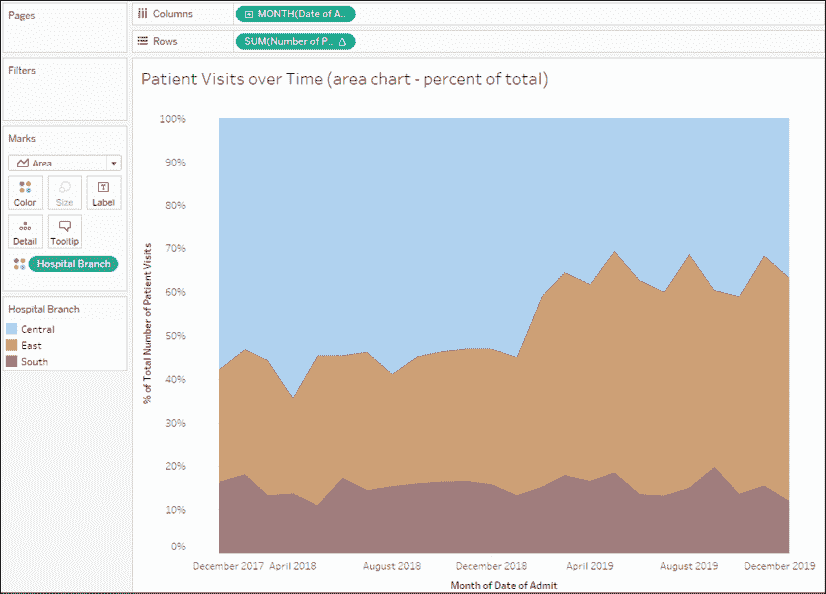 Pages
Columns
MONTH(Date of A..
Rows
SUM(Number of P..
Filters
Marks
Area
Color
Size
Label
Detail
Tooltip
Hospital Branch
Hospital Branch
Central
East
South
Patient Visits over Time (area chart - percent of total)
% of Total Number of Patient Visits
100%
90%
80%
70%
60%
50%
40%
30%
20%
10%
0%
December 2017 April 2018 August 2018 December 2018 April 2019 August 2019 December 2019
Month of Date of Admit